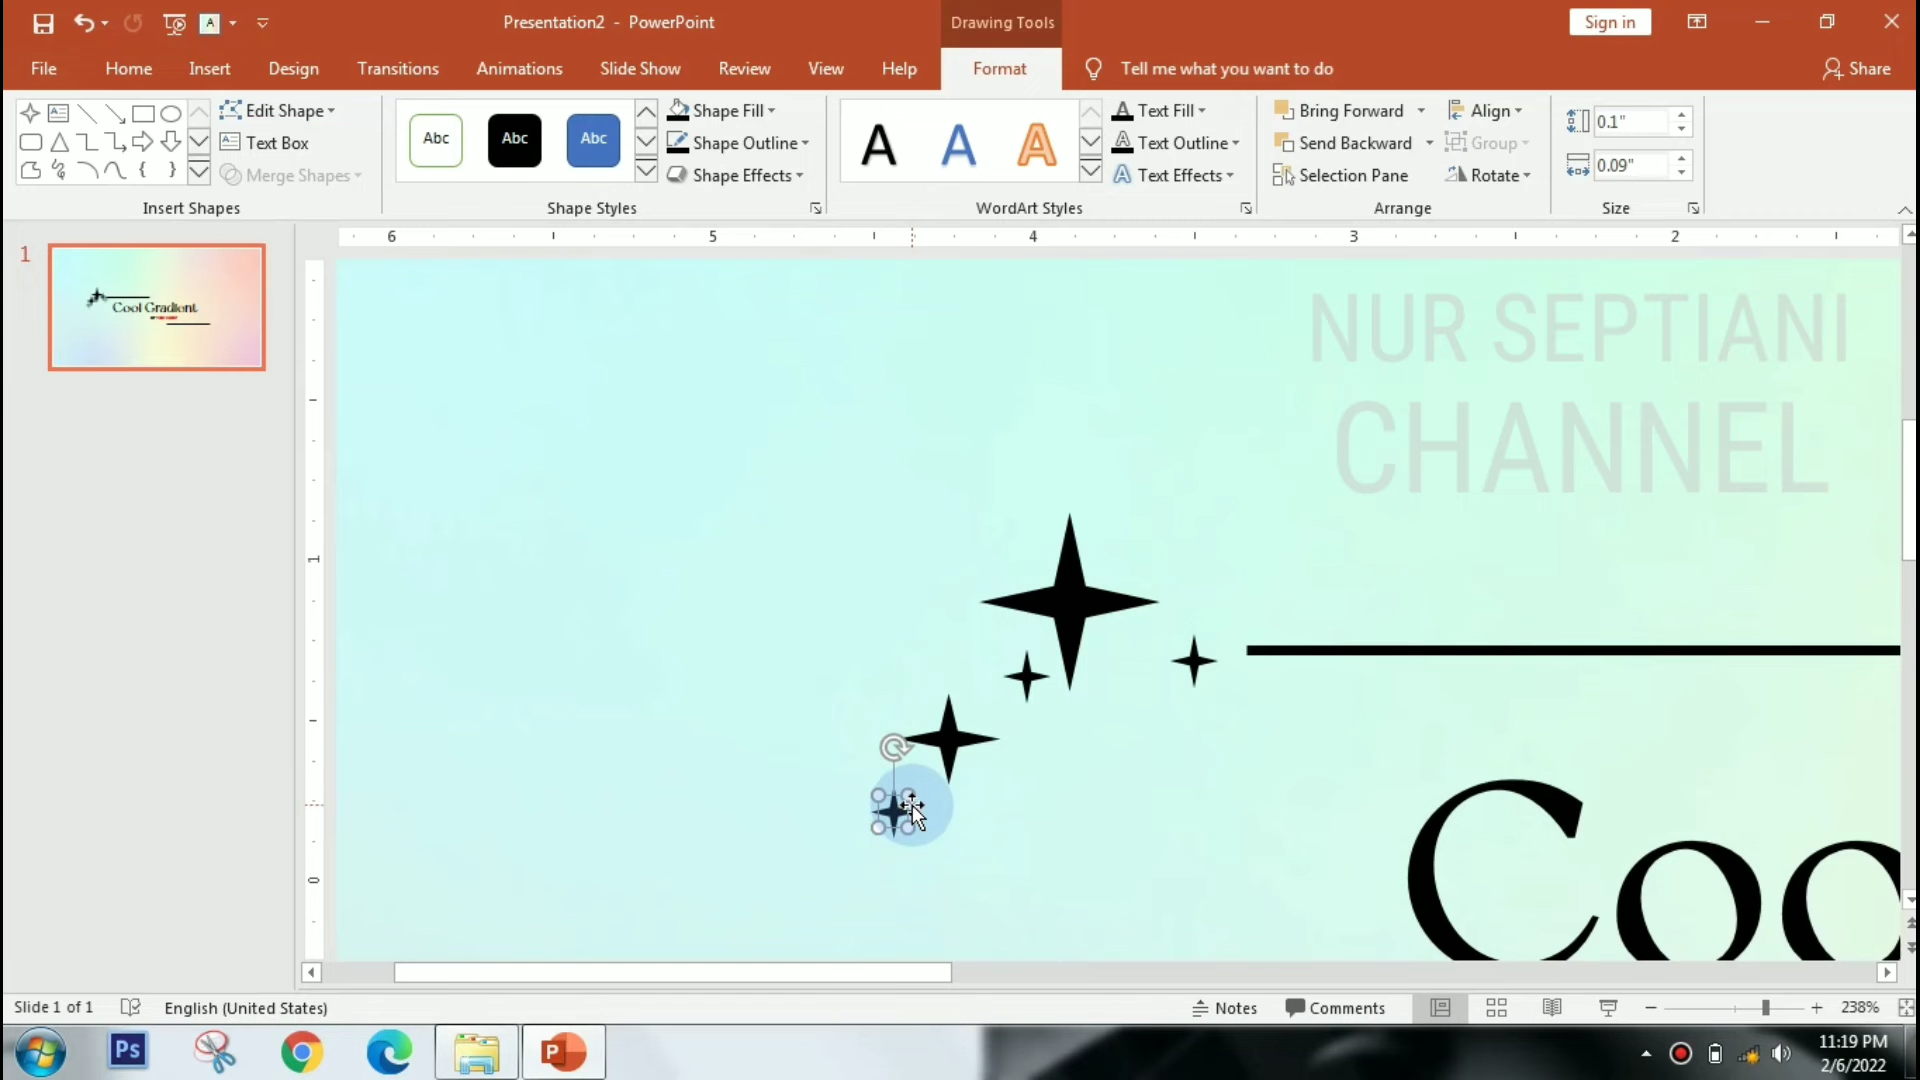 Presentation2 - PowerPoint
Drawing Tools
Sign in
File
Home
Insert
Design
Transitions
Animations
Slide Show
Review
View
Help
Format
Tell me what you want to do
Share
Edit Shape
Text Box
Merge Shapes
Insert Shapes
Abc
Abc
Abc
Shape Fill
Shape Outline
Shape Effects
Shape Styles
A
A
A
Text Fill
Text Outline
Text Effects
WordArt Styles
Bring Forward
Send Backward
Selection Pane
Align
Group
Rotate
Arrange
0.1"
0.09"
Size
6 5 4 3 2
1
Cool Gradient
1
0
NUR SEPTIANI
CHANNEL
Coo
Slide 1 of 1
English (United States)
Notes
Comments
238%
Ps
P
11:19 PM
2/6/2022